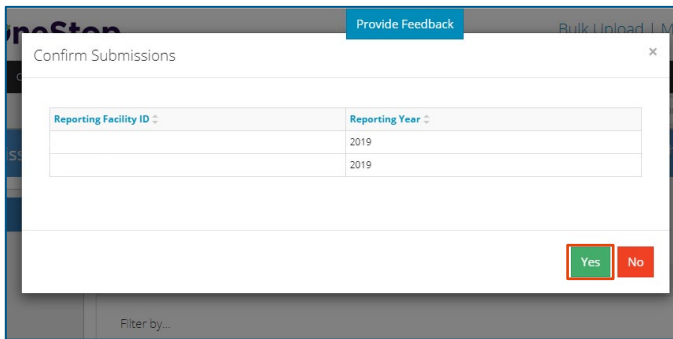 Provide Feedback
Bulk Upload | M
Confirm Submissions
×
Reporting Facility ID
Reporting Year
2019
2019
Yes
No
Filter by...